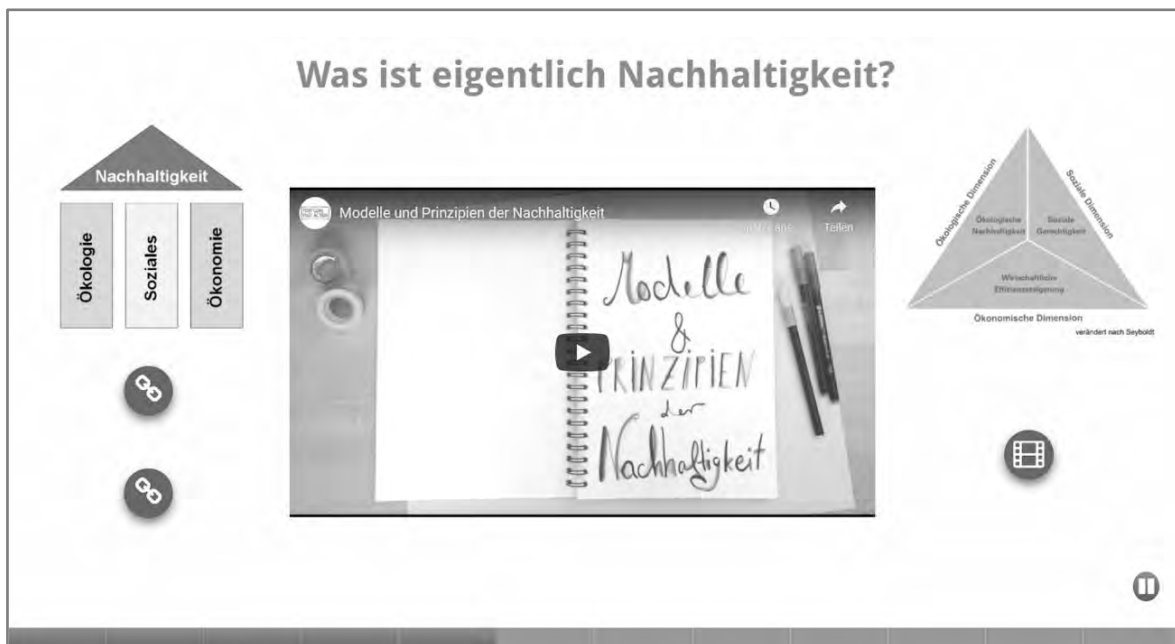 Was ist eigentlich Nachhaltigkeit?
Nachhaltigkeit
Ökologie
Soziales
Ökonomie
Modelle und Prinzipien der Nachhaltigkeit
Teilen
Modelle
&
PRINZIPIEN
der
Nachhaltigkeit
Ökologische Dimension
Soziale Dimension
Ökologische
Nachhaltigkeit
Soziale
Gerechtigkeit
Wirtschaftliche
Effizienzsteigerung
Ökonomische Dimension
verändert nach Seyboldt